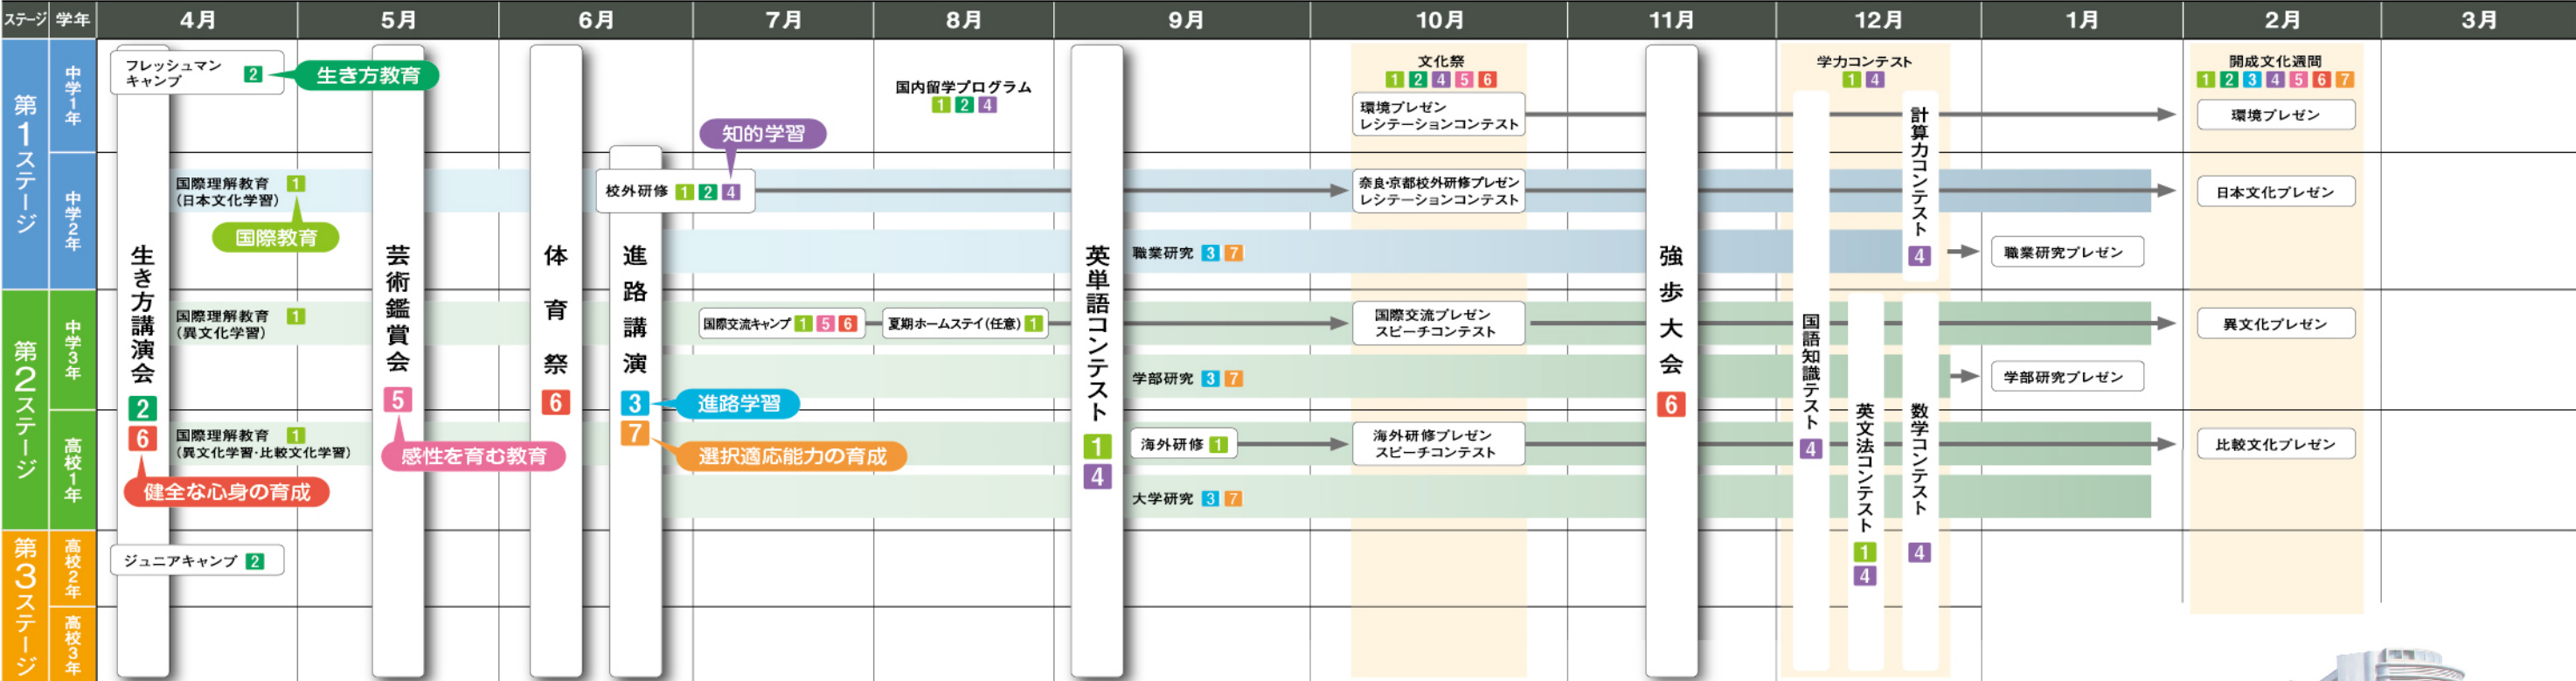 ステージ 学年 4月 5月 6月 7月 8月 9月 10月 11月 12月 1月 2月 3月
第1ステージ
中学1年
フレッシュマン
キャンプ 2
生き方教育
国内留学プログラム
1 2 4
文化祭
1 2 4 5 6
環境プレゼン
レシテーションコンテスト
学力コンテスト
1 4
開成文化週間
1 2 3 4 5 6 7
環境プレゼン
知的学習
中学2年
国際理解教育 1
(日本文化学習)
国際教育
校外研修 1 2 4
奈良・京都校外研修プレゼン
レシテーションコンテスト
日本文化プレゼン
職業研究 3 7
職業研究プレゼン
生き方講演会
2
6
健全な心身の育成
芸術鑑賞会
5
感性を育む教育
体育祭
6
進路講演
3
7
進路学習
選択適応能力の育成
英単語コンテスト
1
4
強歩大会
6
国語知識テスト
4
計算力コンテスト
4
英文法コンテスト
1
4
数学コンテスト
4
第2ステージ
中学3年
国際理解教育 1
(異文化学習)
国際交流キャンプ 1 5 6
夏期ホームステイ(任意) 1
国際交流プレゼン
スピーチコンテスト
異文化プレゼン
学部研究 3 7
学部研究プレゼン
高校1年
国際理解教育 1
(異文化学習・比較文化学習)
海外研修 1
海外研修プレゼン
スピーチコンテスト
比較文化プレゼン
大学研究 3 7
第3ステージ
高校2年
ジュニアキャンプ 2
高校3年